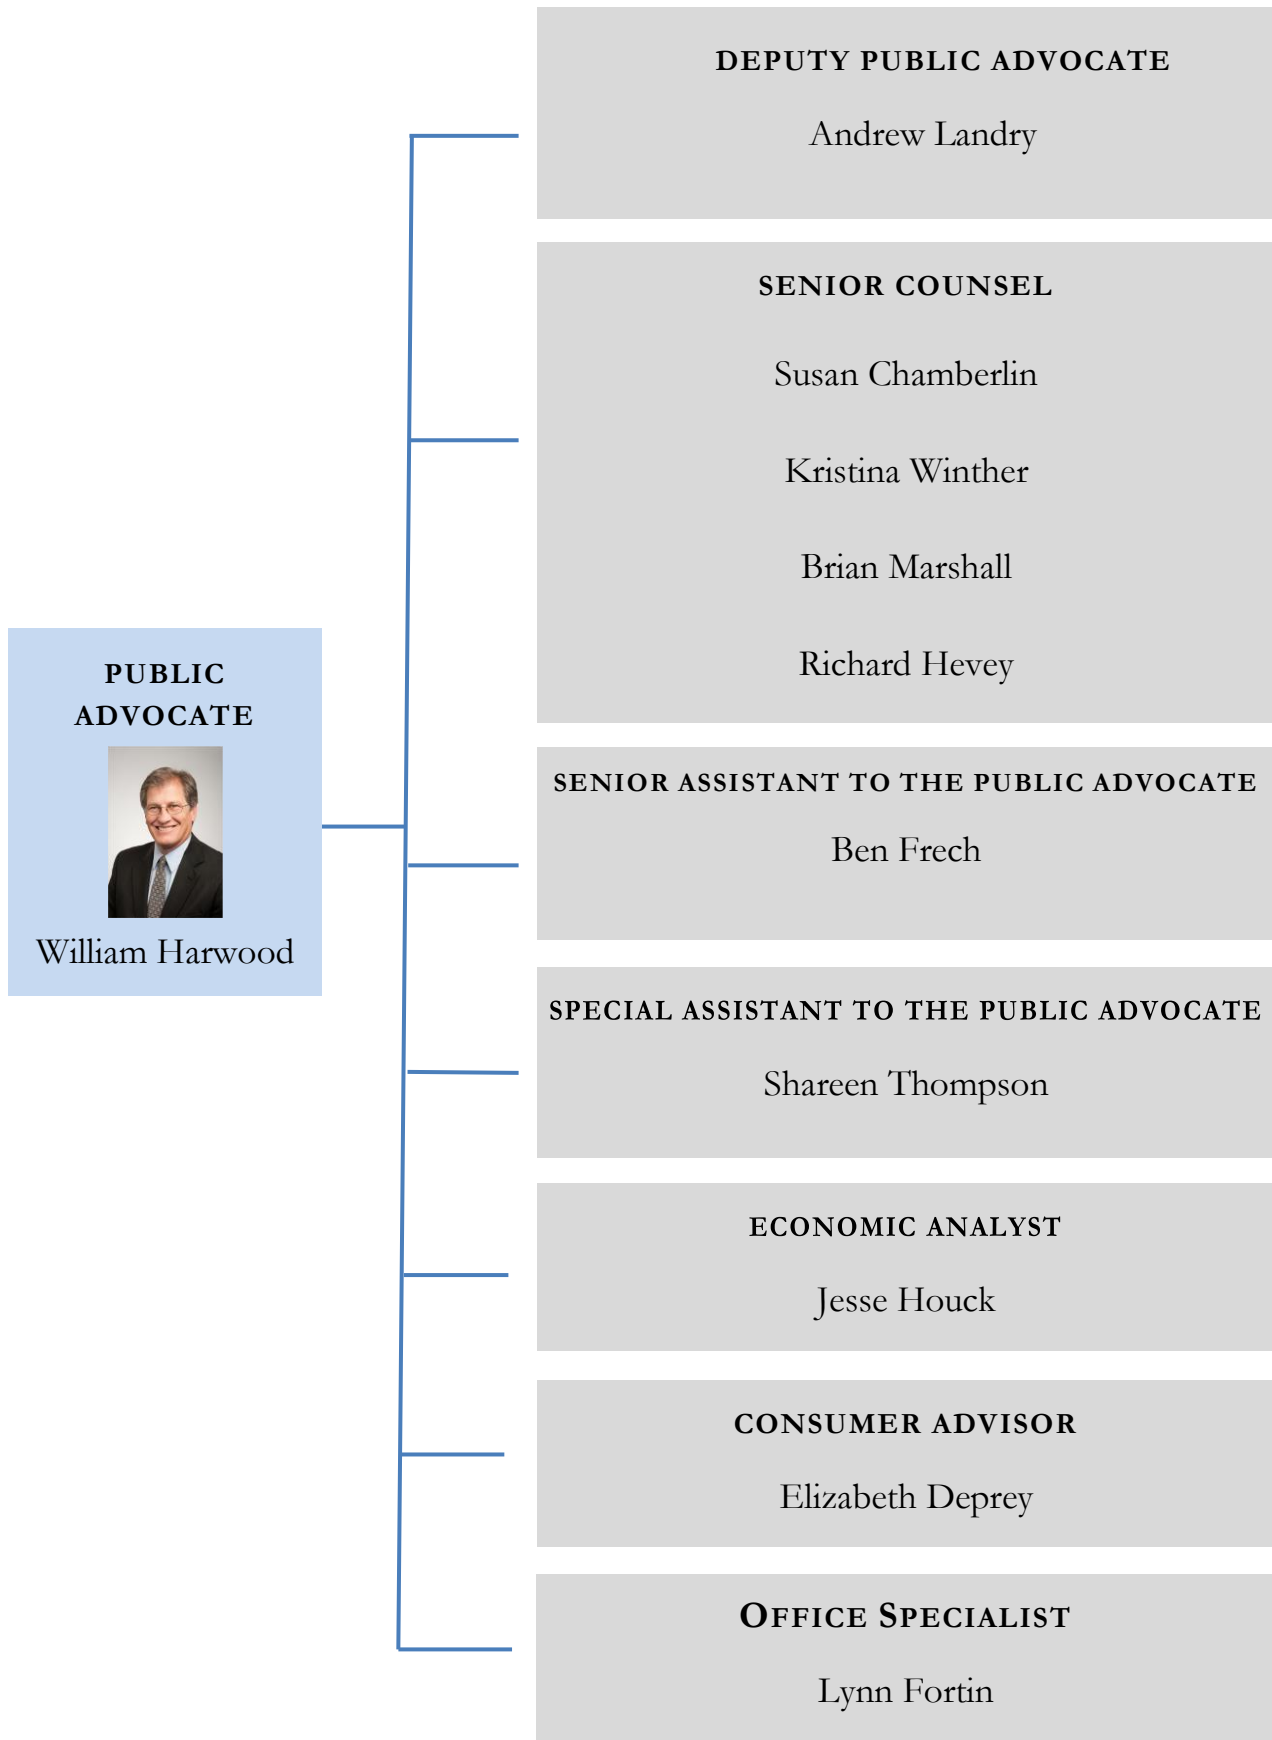 DEPUTY PUBLIC ADVOCATE
Andrew Landry
SENIOR COUNSEL
Susan Chamberlin
Kristina Winther
Brian Marshall
Richard Hevey
PUBLIC
ADVOCATE
William Harwood
SENIOR ASSISTANT TO THE PUBLIC ADVOCATE
Ben Frech
SPECIAL ASSISTANT TO THE PUBLIC ADVOCATE
Shareen Thompson
ECONOMIC ANALYST
Jesse Houck
CONSUMER ADVISOR
Elizabeth Deprey
OFFICE SPECIALIST
Lynn Fortin